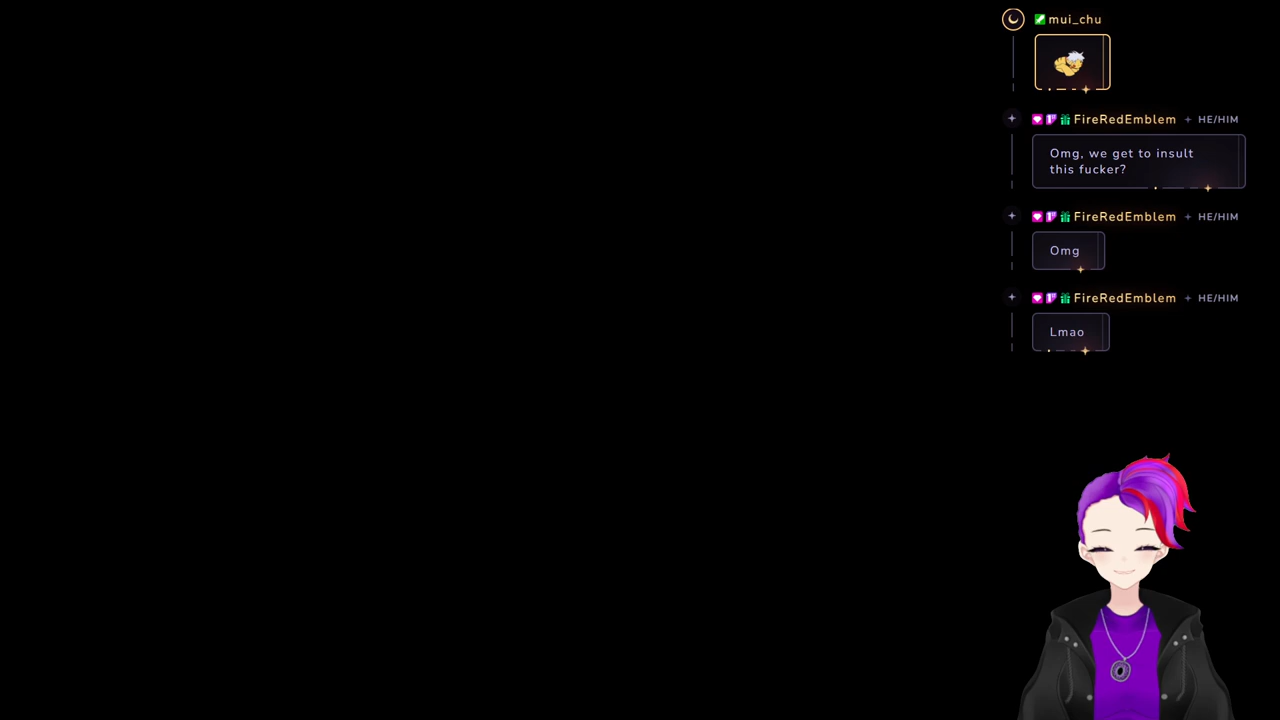 mui_chu
FireRedEmblem HE/HIM
Omg, we get to insult
this fucker?
FireRedEmblem HE/HIM
Omg
FireRedEmblem HE/HIM
Lmao